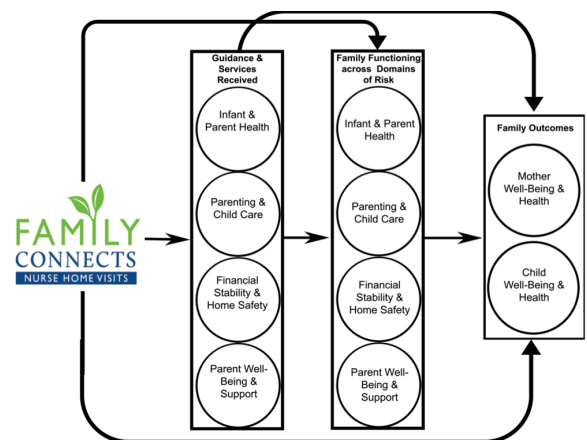 Guidance &
Services
Received
Infant &
Parent Health
Parenting &
Child Care
Financial
Stability &
Home Safety
Parent Well-
Being &
Support
Family Functioning
across Domains
of Risk
Infant & Parent
Health
Parenting &
Child Care
Financial
Stability &
Home Safety
Parent Well-
Being &
Support
Family Outcomes
Mother
Well-Being &
Health
Child
Well-Being &
Health
FAMILY
CONNECTS
NURSE HOME VISITS